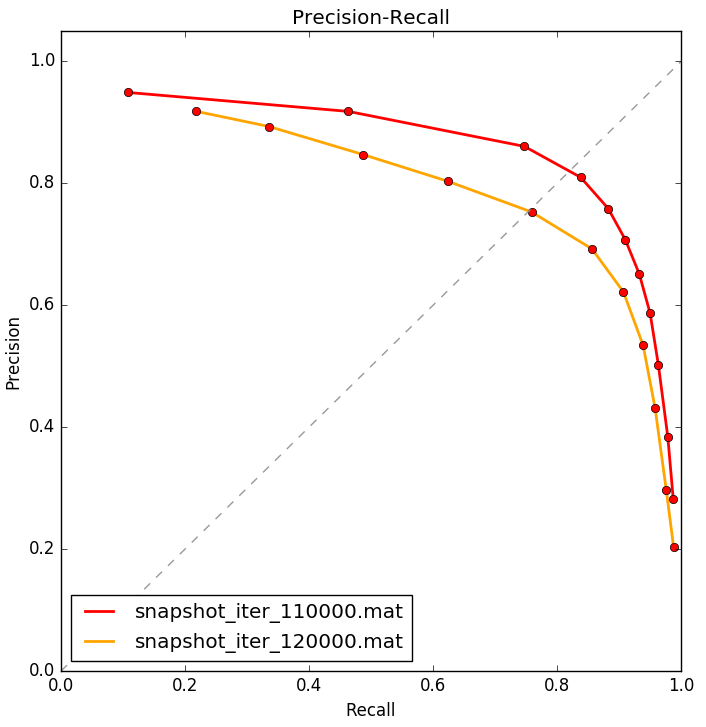 Precision-Recall
1.0
0.8
0.6
0.4
0.2
0.0
Precision
snapshot_iter_110000.mat
snapshot_iter_120000.mat
0.0 0.2 0.4 0.6 0.8 1.0
Recall